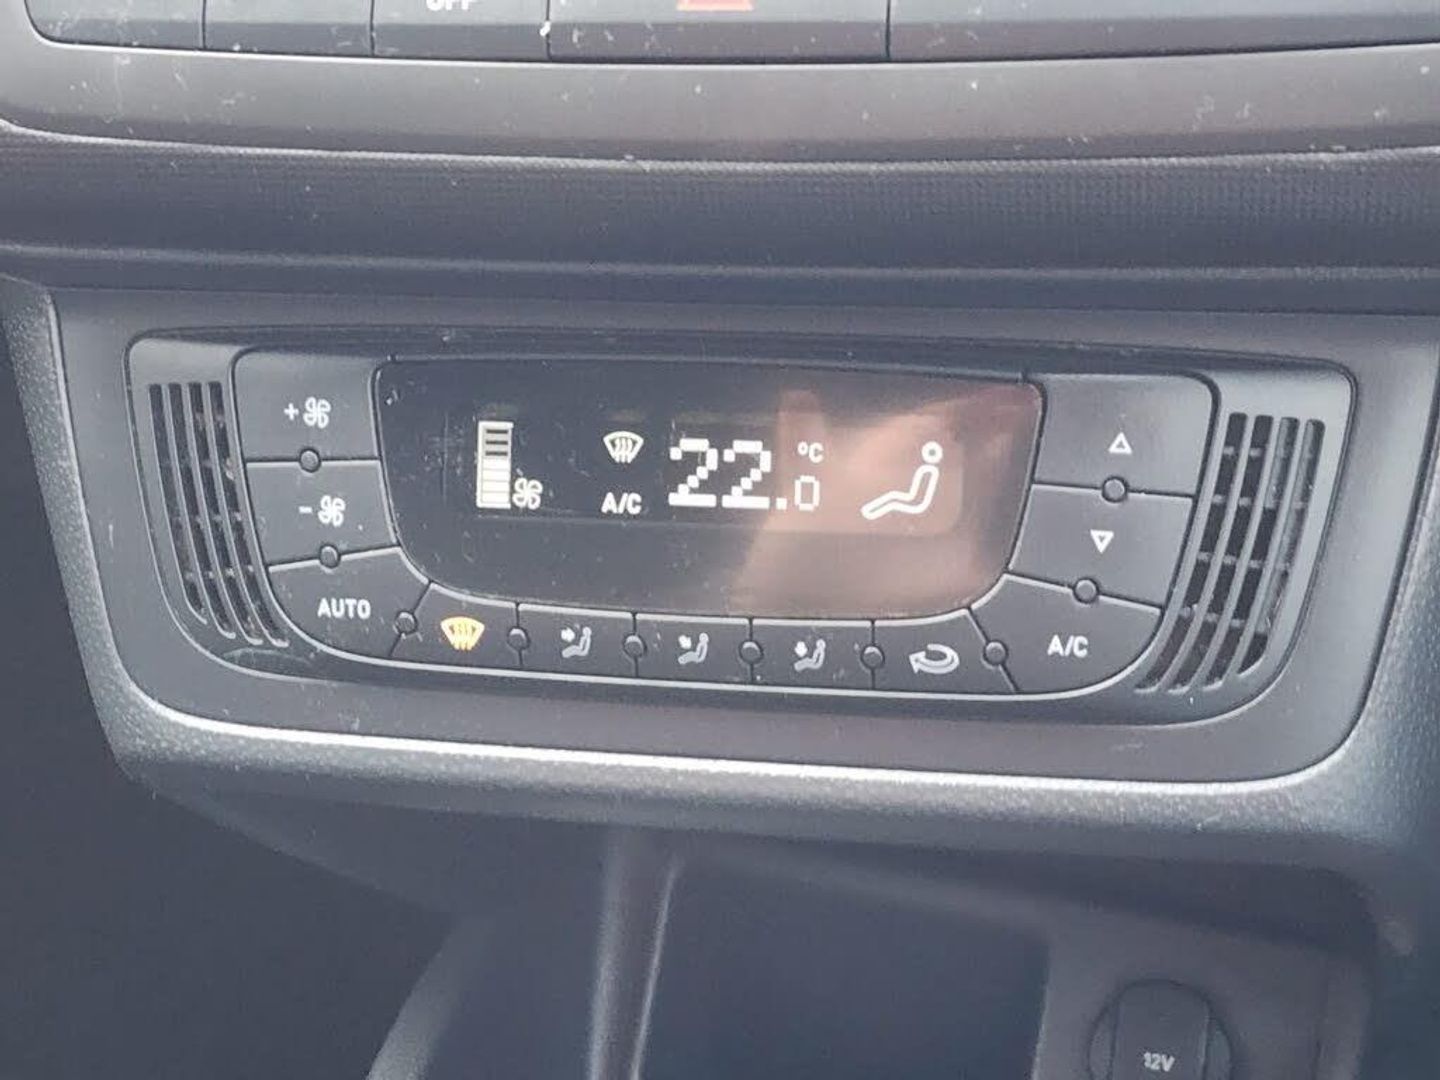 OFF
+
-
°C
A/C 22.0
AUTO
A/C
12V